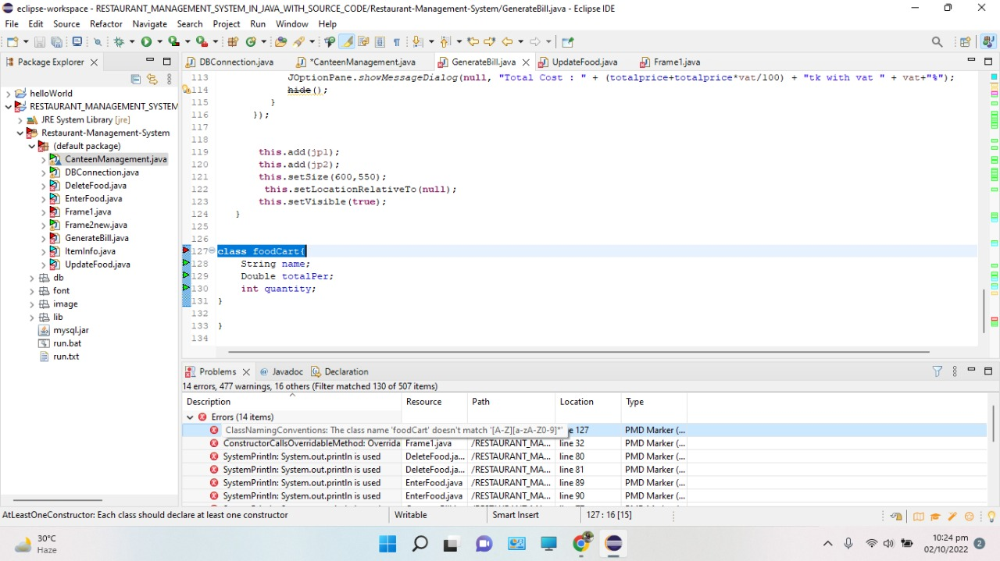 eclipse-workspace - RESTAURANT_MANAGEMENT_SYSTEM_IN_JAVA_WITH_SOURCE_CODE/Restaurant-Management-System/GenerateBill.java - Eclipse IDE
File Edit Source Refactor Navigate Search Project Run Window Help
Package Explorer
DBConnection.java *CanteenManagement.java GenerateBill.java UpdateFood.java Frame1.java
helloWorld
RESTAURANT_MANAGEMENT_SYSTEM
JRE System Library [jre]
Restaurant-Management-System
(default package)
CanteenManagement.java
DBConnection.java
DeleteFood.java
EnterFood.java
Frame1.java
Frame2new.java
GenerateBill.java
ItemInfo.java
UpdateFood.java
db
font
image
lib
mysql.jar
run.bat
run.txt
113 JOptionPane.showMessageDialog(null, "Total Cost : " + (totalprice+totalprice*vat/100) + "tk with vat " + vat+"%");
114 hide();
115 }
116 });
117
118
119 this.add(jp1);
120 this.add(jp2);
121 this.setSize(600,550);
122 this.setLocationRelativeTo(null);
123 this.setVisible(true);
124 }
125
126
127 class foodCart{
128 String name;
129 Double totalPer;
130 int quantity;
131 }
132
133 }
134
Problems Javadoc Declaration
14 errors, 477 warnings, 16 others (Filter matched 130 of 507 items)
Description Resource Path Location Type
Errors (14 items)
ClassNamingConventions: The class name 'foodCart' doesn't match '[A-Z][a-zA-Z0-9]*' e 127 PMD Marker (...
ConstructorCallsOverridableMethod: Overrida Frame1.java /RESTAURANT_MA... line 32 PMD Marker (...
SystemPrintln: System.out.println is used DeleteFood.ja... /RESTAURANT_MA... line 80 PMD Marker (...
SystemPrintln: System.out.println is used DeleteFood.ja... /RESTAURANT_MA... line 81 PMD Marker (...
SystemPrintln: System.out.println is used EnterFood.java /RESTAURANT_MA... line 89 PMD Marker (...
SystemPrintln: System.out.println is used EnterFood.java /RESTAURANT_MA... line 90 PMD Marker (...
AtLeastOneConstructor: Each class should declare at least one constructor Writable Smart Insert 127 : 16 [15]
30°C
Haze
10:24 pm
02/10/2022
2